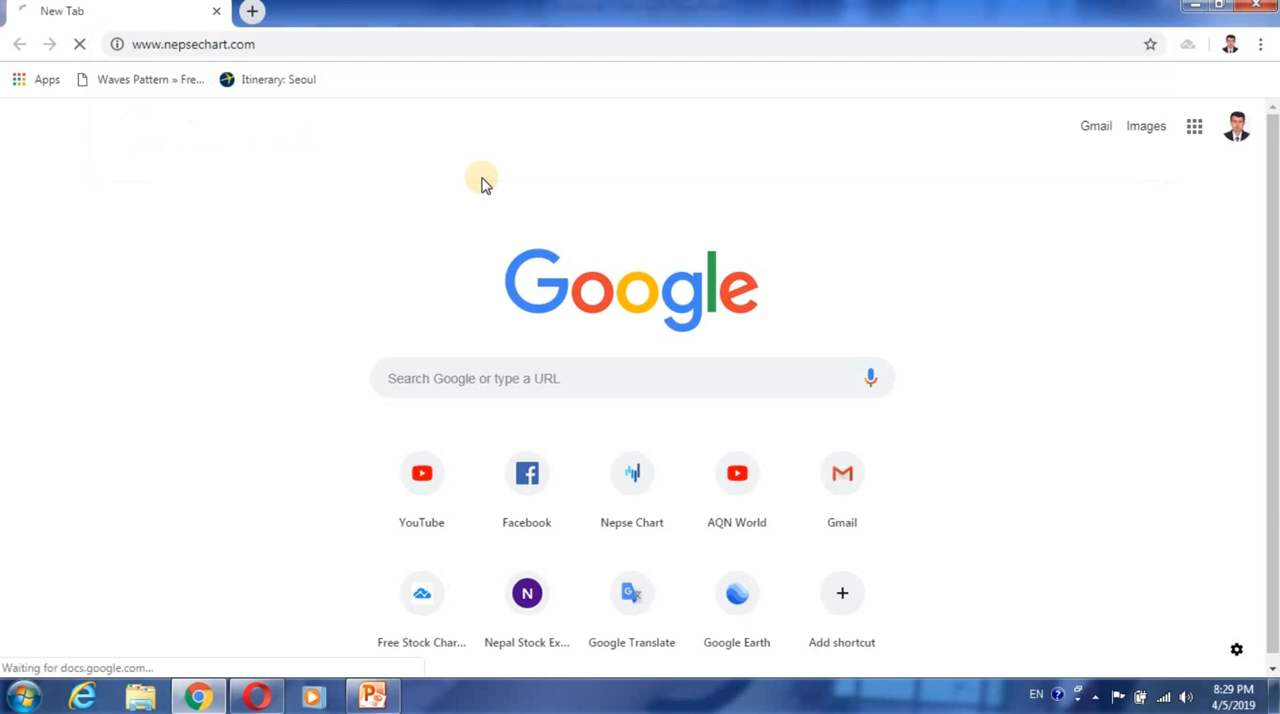 New Tab
www.nepsechart.com
Apps
Waves Pattern » Fre...
Itinerary: Seoul
Gmail
Images
Google
Search Google or type a URL
YouTube
Facebook
Nepse Chart
AQN World
Gmail
N
Free Stock Char...
Nepal Stock Ex...
Google Translate
Google Earth
Add shortcut
Waiting for docs.google.com...
EN
8:29 PM
4/5/2019